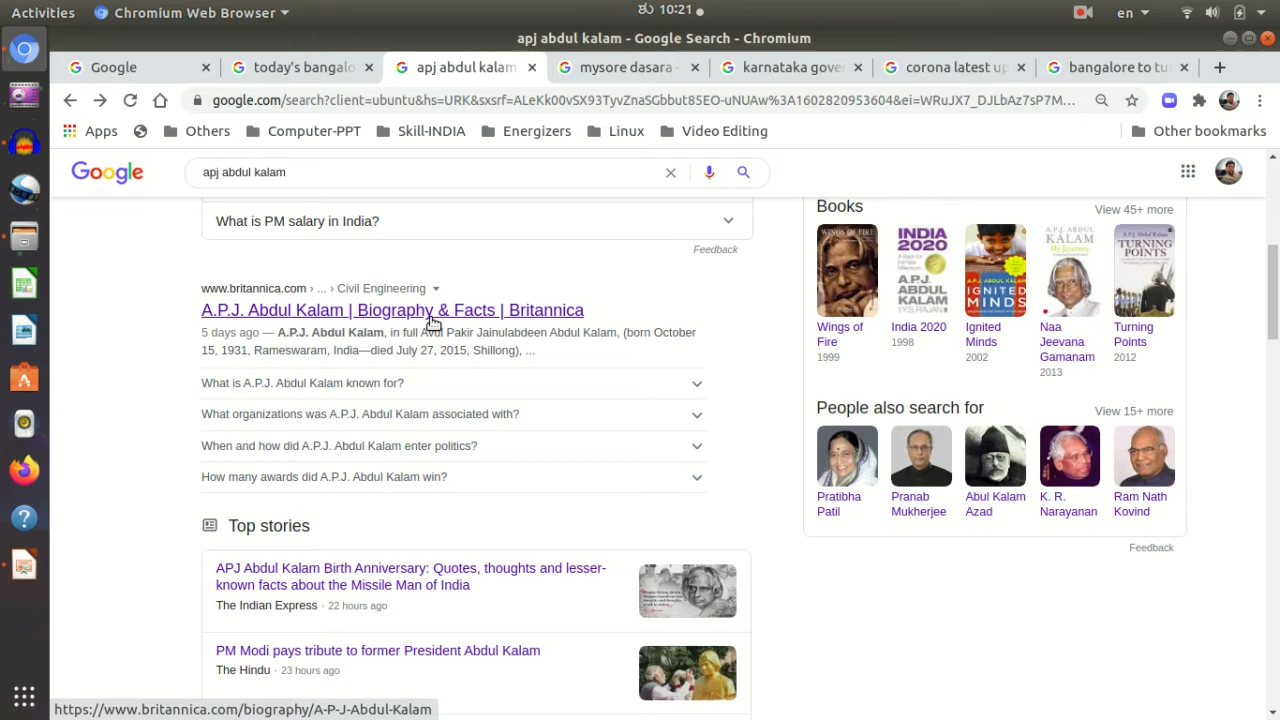 Activities
Chromium Web Browser
10:21
en
apj abdul kalam - Google Search - Chromium
Google
today's bangalo
apj abdul kalam
mysore dasara -
karnataka gove
corona latest up
bangalore to tu
google.com/search?client=ubuntu&hs=URK&sxsrf=ALeKk00vSX93TyvZnaSGbbut85EO-uNUAw%3A1602820953604&ei=WRuJX7_DJLbAz7sP7M...
Apps
Others
Computer-PPT
Skill-INDIA
Energizers
Linux
Video Editing
Other bookmarks
Google
apj abdul kalam
What is PM salary in India?
Feedback
www.britannica.com › ... › Civil Engineering
A.P.J. Abdul Kalam | Biography & Facts | Britannica
5 days ago — A.P.J. Abdul Kalam, in full Avul Pakir Jainulabdeen Abdul Kalam, (born October
15, 1931, Rameswaram, India—died July 27, 2015, Shillong), ...
What is A.P.J. Abdul Kalam known for?
What organizations was A.P.J. Abdul Kalam associated with?
When and how did A.P.J. Abdul Kalam enter politics?
How many awards did A.P.J. Abdul Kalam win?
Top stories
APJ Abdul Kalam Birth Anniversary: Quotes, thoughts and lesser-
known facts about the Missile Man of India
The Indian Express · 22 hours ago
PM Modi pays tribute to former President Abdul Kalam
The Hindu · 23 hours ago
Books
View 45+ more
WINGS OF FIRE
INDIA
2020
A.P.J.
ABDUL
KALAM
IGNITED
MINDS
A.P.J. ABDUL
KALAM
My Journey
TURNING
POINTS
Wings of
Fire
1999
India 2020
1998
Ignited
Minds
2002
Naa
Jeevana
Gamanam
2013
Turning
Points
2012
People also search for
View 15+ more
Pratibha
Patil
Pranab
Mukherjee
Abul Kalam
Azad
K. R.
Narayanan
Ram Nath
Kovind
Feedback
https://www.britannica.com/biography/A-P-J-Abdul-Kalam